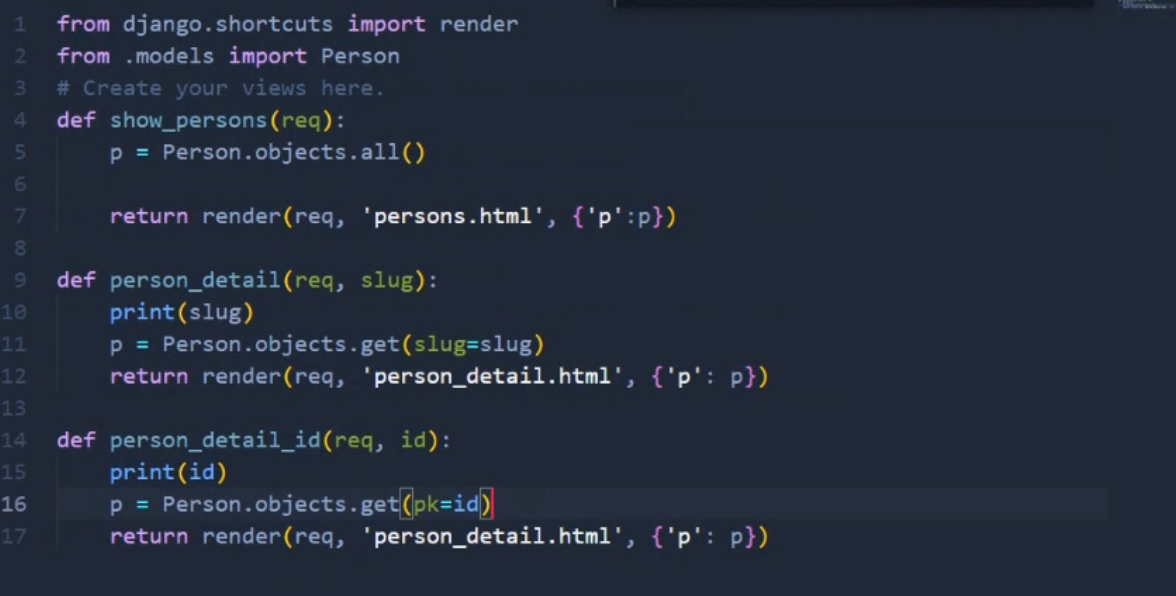 1 from django.shortcuts import render
2 from .models import Person
3 # Create your views here.
4 def show_persons(req):
5     p = Person.objects.all()
6
7     return render(req, 'persons.html', {'p':p})
8
9 def person_detail(req, slug):
10     print(slug)
11     p = Person.objects.get(slug=slug)
12     return render(req, 'person_detail.html', {'p': p})
13
14 def person_detail_id(req, id):
15     print(id)
16     p = Person.objects.get(pk=id)
17     return render(req, 'person_detail.html', {'p': p})